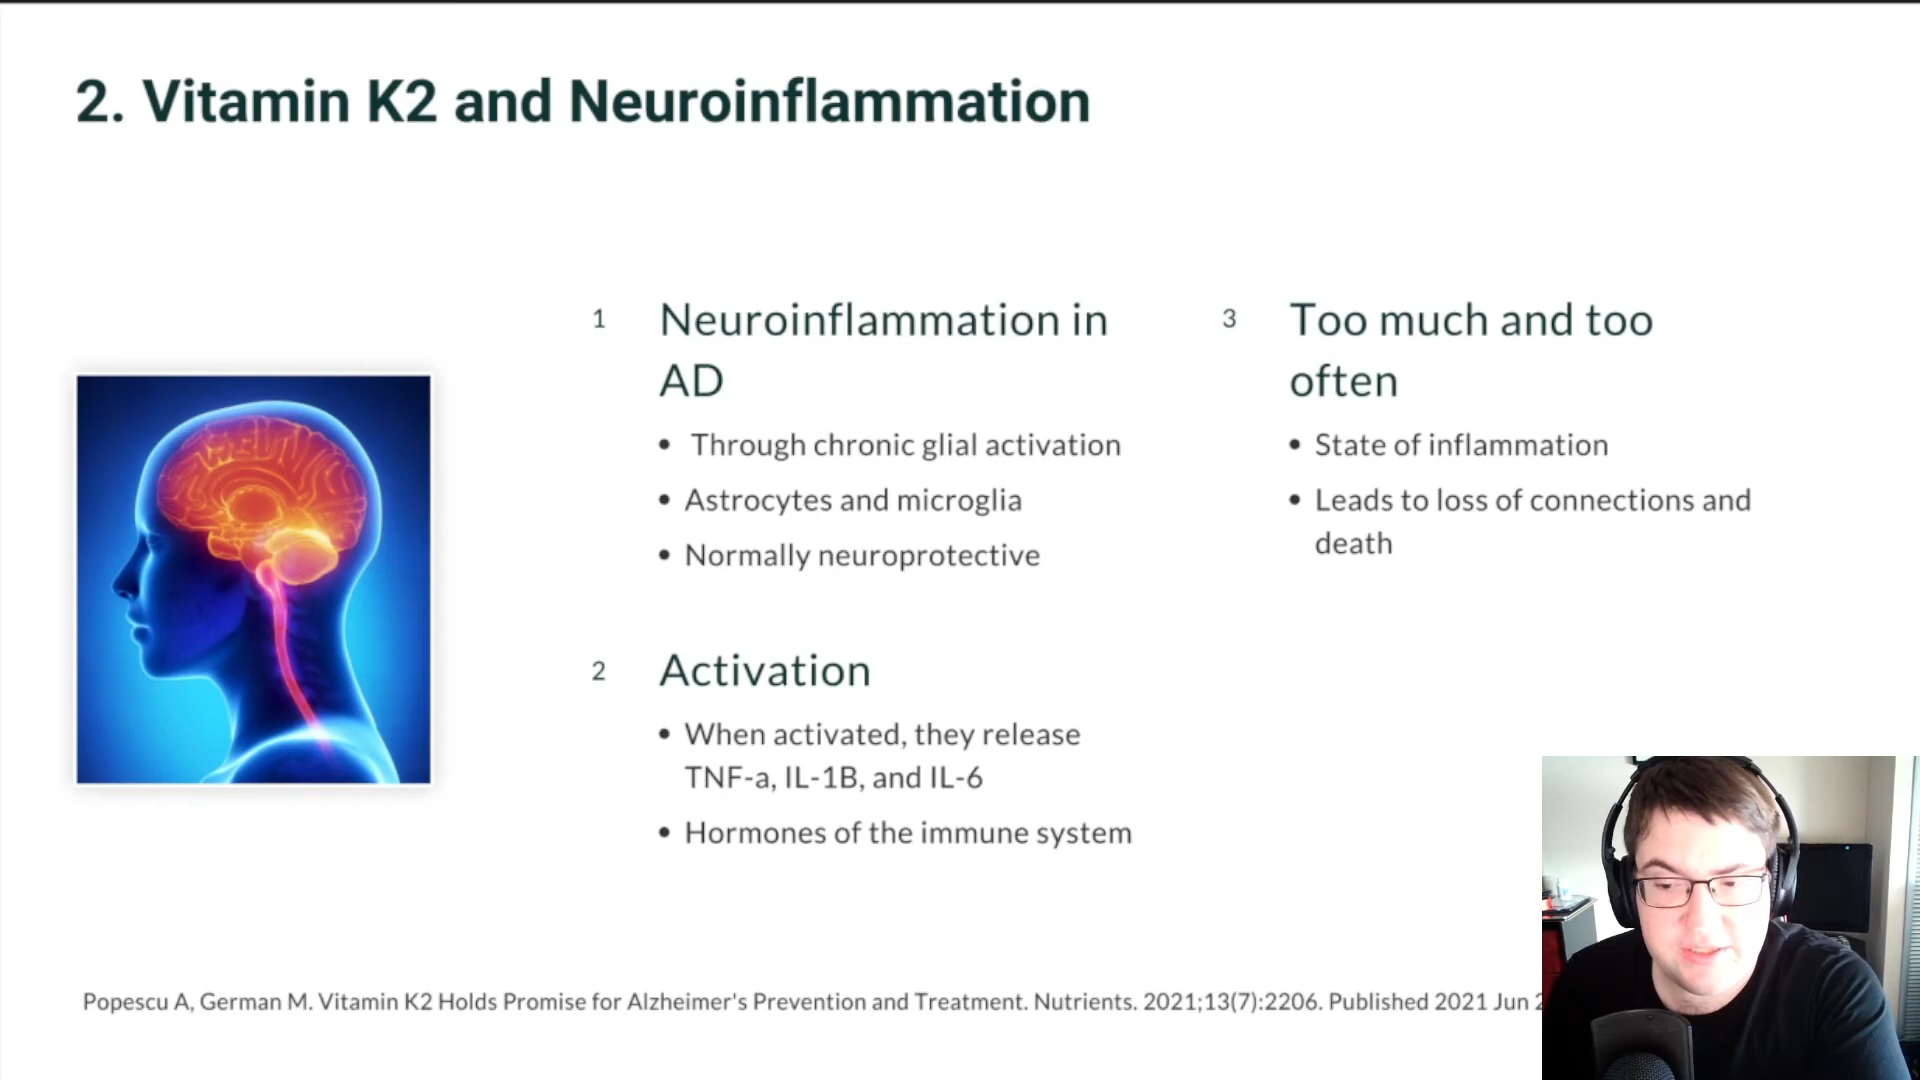 2. Vitamin K2 and Neuroinflammation
1
Neuroinflammation in
AD
• Through chronic glial activation
• Astrocytes and microglia
• Normally neuroprotective
2
Activation
• When activated, they release
TNF-a, IL-1B, and IL-6
• Hormones of the immune system
3
Too much and too
often
• State of inflammation
• Leads to loss of connections and
death
Popescu A, German M. Vitamin K2 Holds Promise for Alzheimer's Prevention and Treatment. Nutrients. 2021;13(7):2206. Published 2021 Jun